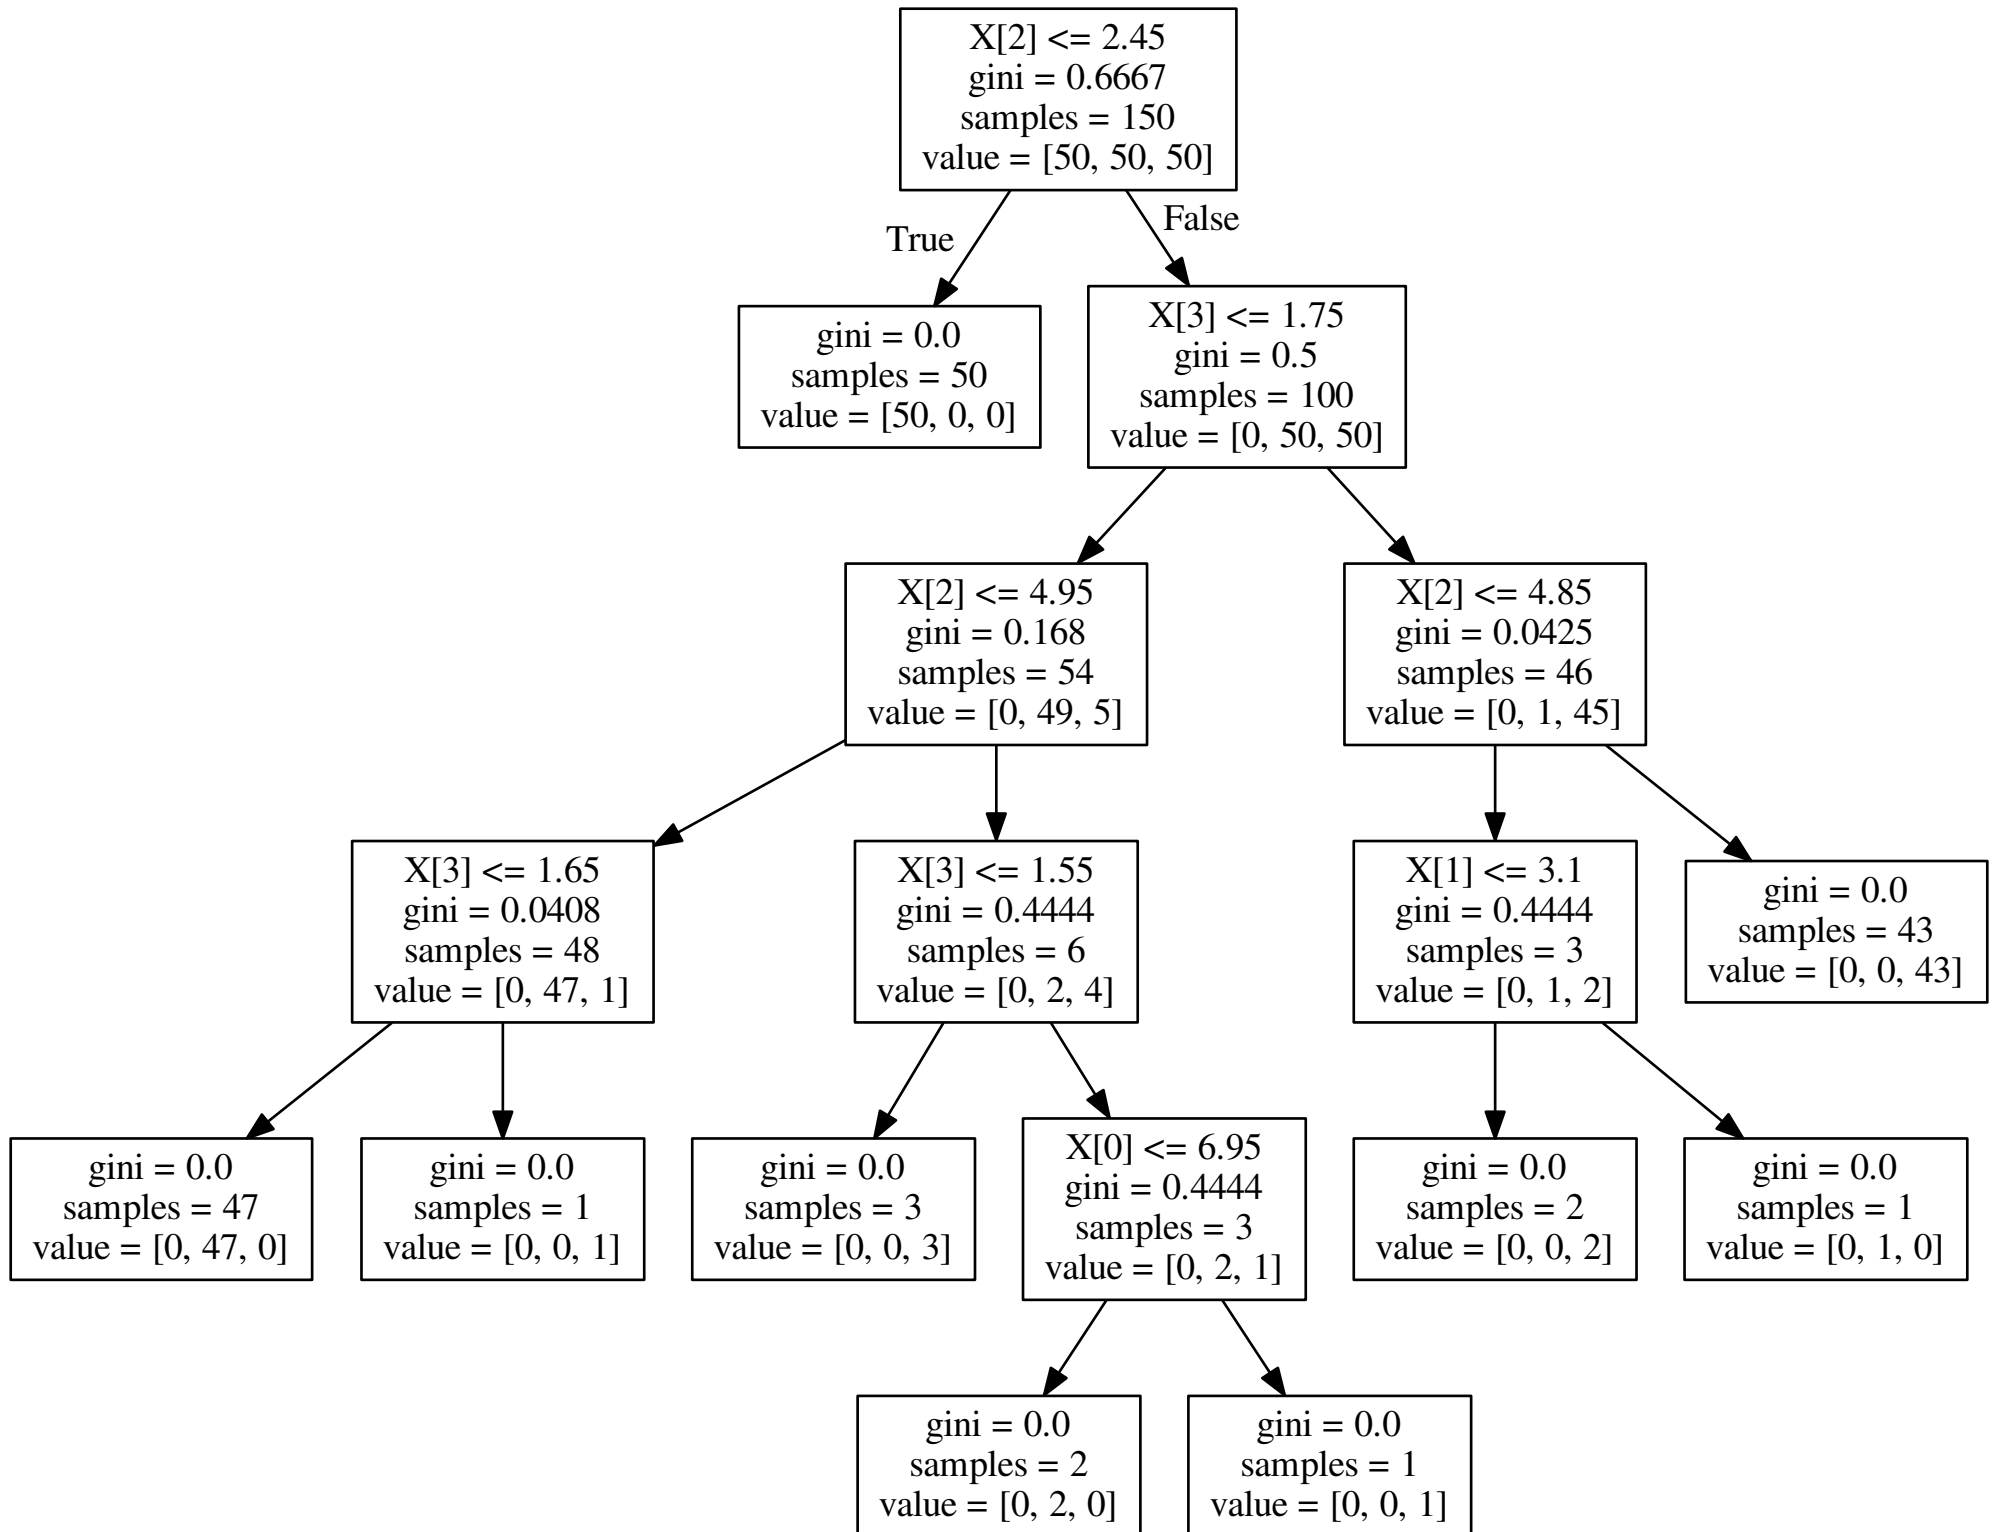 X[2] <= 2.45
gini = 0.6667
samples = 150
value = [50, 50, 50]
True
False
gini = 0.0
samples = 50
value = [50, 0, 0]
X[3] <= 1.75
gini = 0.5
samples = 100
value = [0, 50, 50]
X[2] <= 4.95
gini = 0.168
samples = 54
value = [0, 49, 5]
X[2] <= 4.85
gini = 0.0425
samples = 46
value = [0, 1, 45]
X[3] <= 1.65
gini = 0.0408
samples = 48
value = [0, 47, 1]
X[3] <= 1.55
gini = 0.4444
samples = 6
value = [0, 2, 4]
X[1] <= 3.1
gini = 0.4444
samples = 3
value = [0, 1, 2]
gini = 0.0
samples = 43
value = [0, 0, 43]
gini = 0.0
samples = 47
value = [0, 47, 0]
gini = 0.0
samples = 1
value = [0, 0, 1]
gini = 0.0
samples = 3
value = [0, 0, 3]
X[0] <= 6.95
gini = 0.4444
samples = 3
value = [0, 2, 1]
gini = 0.0
samples = 2
value = [0, 0, 2]
gini = 0.0
samples = 1
value = [0, 1, 0]
gini = 0.0
samples = 2
value = [0, 2, 0]
gini = 0.0
samples = 1
value = [0, 0, 1]